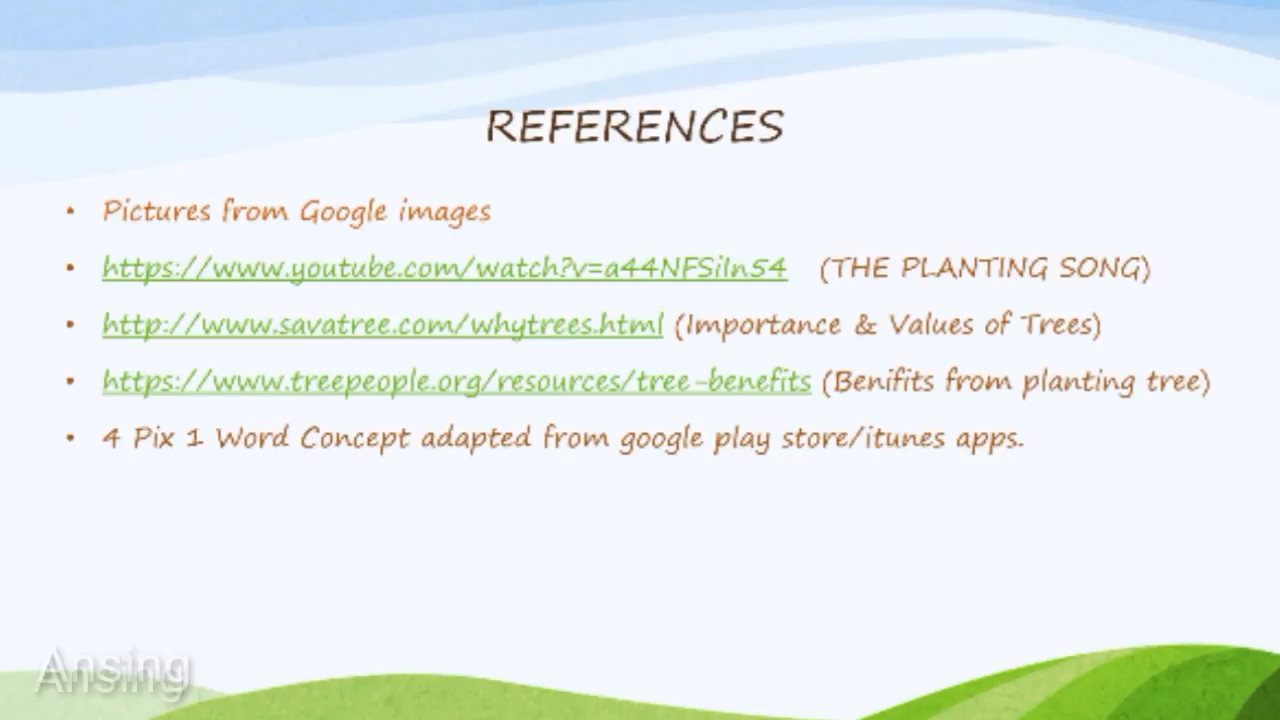 REFERENCES
• Pictures from Google images
• https://www.youtube.com/watch?v=a44NFSiln54 (THE PLANTING SONG)
• http://www.savatree.com/whytrees.html (Importance & Values of Trees)
• https://www.treepeople.org/resources/tree-benefits (Benifits from planting tree)
• 4 Pix 1 Word Concept adapted from google play store/itunes apps.
Ansing